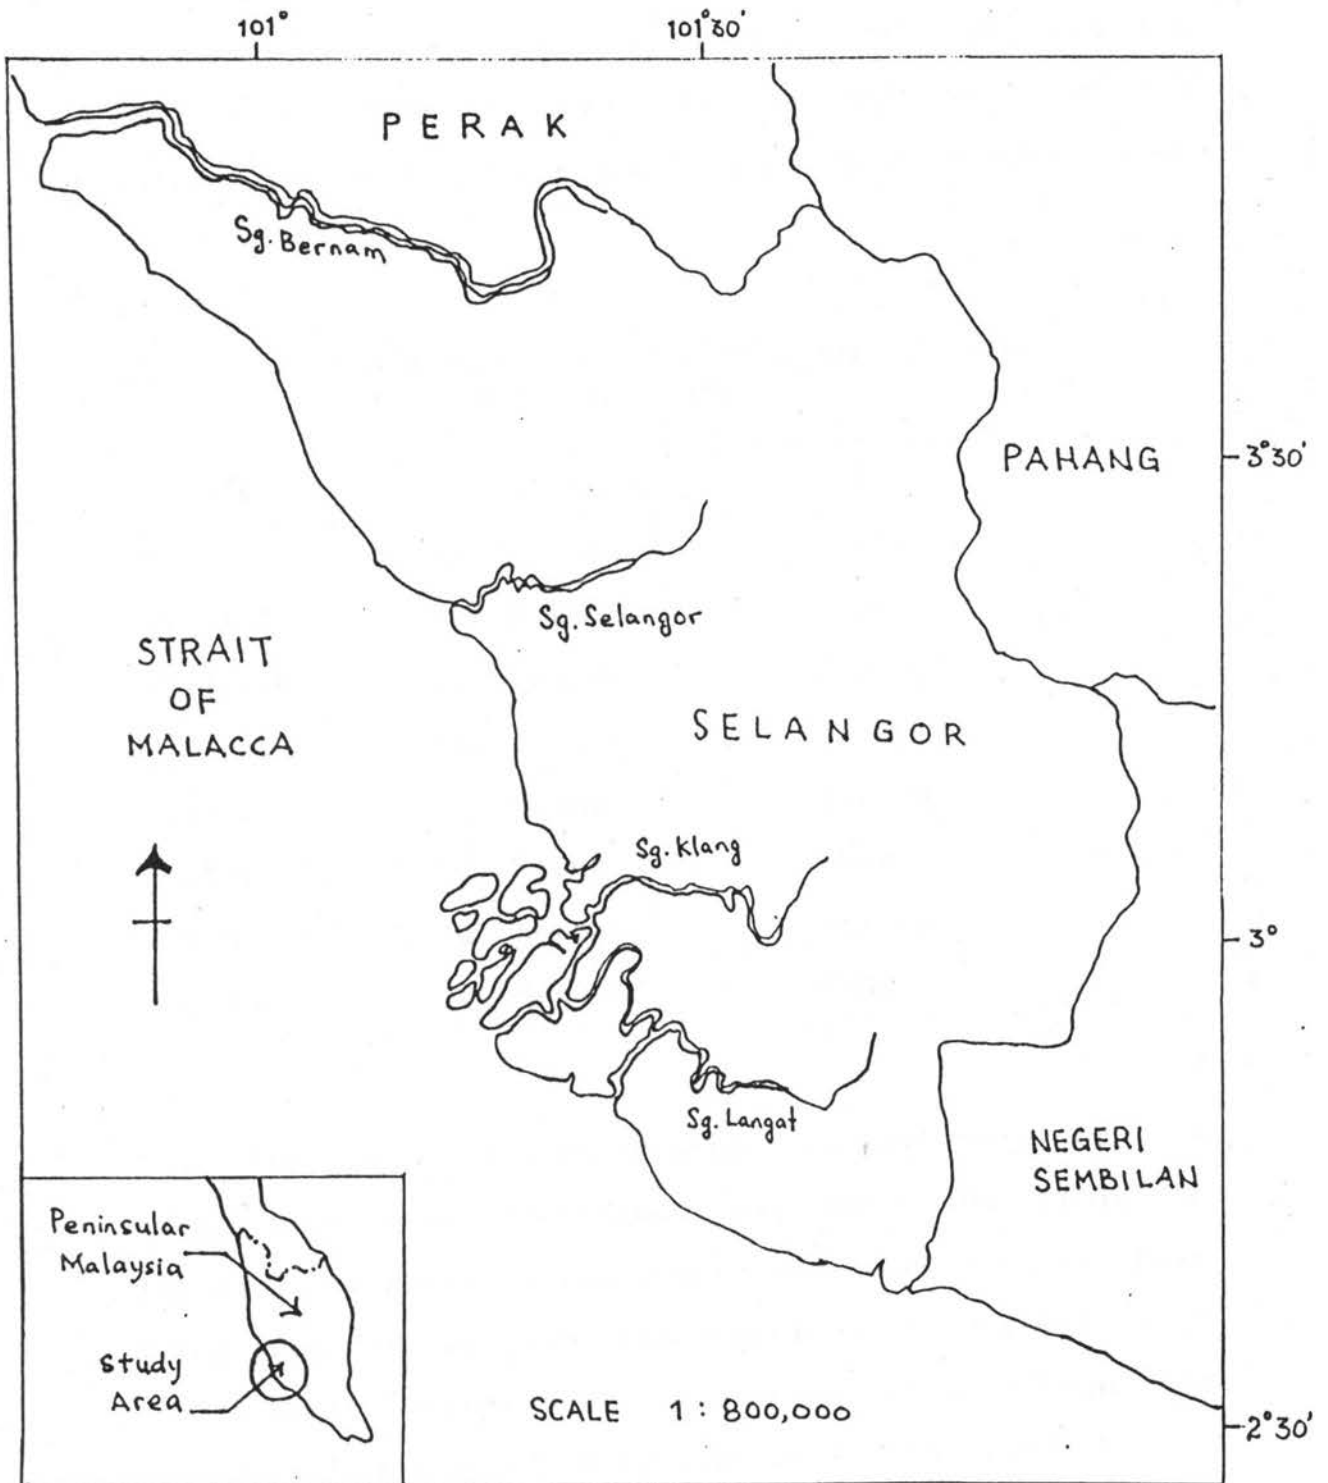 101°
101°30'
PERAK
Sg. Bernam
PAHANG
3°30'
Sg. Selangor
STRAIT
OF
MALACCA
SELANGOR
Sg. Klang
3°
Sg. Langat
NEGERI
SEMBILAN
Peninsular
Malaysia
Study
Area
SCALE 1 : 800,000
2°30'